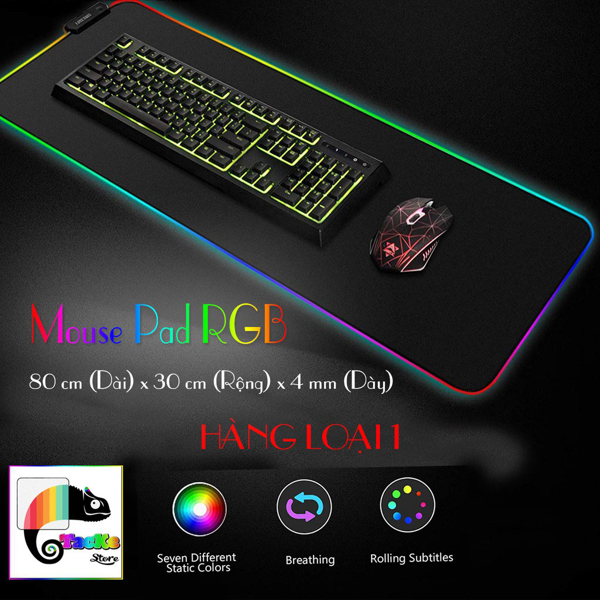 Mouse Pad RGB
80 cm (Dài) x 30 cm (Rộng) x 4 mm (Dày)
HÀNG LOẠI 1
TacKe
Store
Seven Different
Static Colors
Breathing
Rolling Subtitles